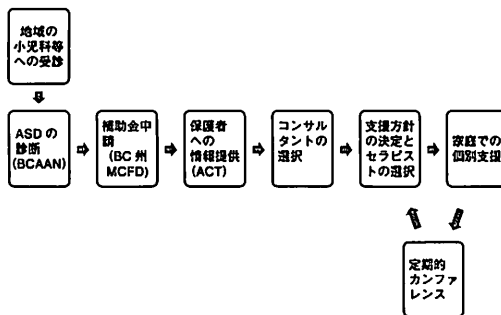 地域の
小児科等
への受診
ASDの
診断
(BCAAN)
補助金申
請
(BC州
MCFD)
保護者
への
情報提供
(ACT)
コンサル
タントの
選択
支援方針
の決定と
セラピス
トの選択
家庭での
個別支援
定期的
カンファ
レンス